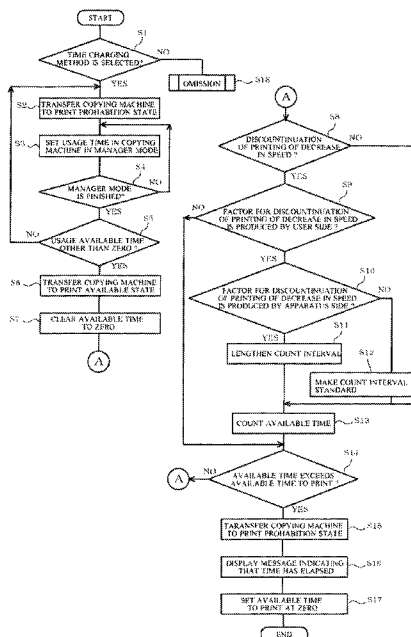 START
S1
TIME CHARGING
METHOD IS SELECTED?
NO
YES
S18
OMISSION
S2
TRANSFER COPYING MACHINE
TO PRINT PROHIBITION STATE
S3
SET USAGE TIME IN COPYING
MACHINE IN MANAGER MODE
S4
MANAGER MODE
IS FINISHED?
NO
YES
S5
USAGE AVAILABLE TIME
OTHER THAN ZERO?
NO
YES
S6
TRANSFER COPYING MACHINE
TO PRINT AVAILABLE STATE
S7
CLEAR AVAILABLE TIME
TO ZERO
A
A
S8
DISCONTINUATION
OF PRINTING OF DECREASE
IN SPEED?
NO
YES
S9
NO
FACTOR FOR DISCONTINUATION
OF PRINTING OF DECREASE IN SPEED
IS PRODUCED BY USER SIDE?
YES
S10
FACTOR FOR DISCONTINUATION
OF PRINTING OF DECREASE IN SPEED
IS PRODUCED BY APPARATUS SIDE?
NO
YES
S11
LENGTHEN COUNT INTERVAL
S12
MAKE COUNT INTERVAL
STANDARD
S13
COUNT AVAILABLE TIME
S14
A
NO
AVAILABLE TIME EXCEEDS
AVAILABLE TIME TO PRINT?
YES
S15
TARANSFER COPYING MACHINE
TO PRINT PROHIBITION STATE
S16
DISPLAY MESSAGE INDICATING
THAT TIME HAS ELAPSED
S17
SET AVAILABLE TIME
TO PRINT AT ZERO
END